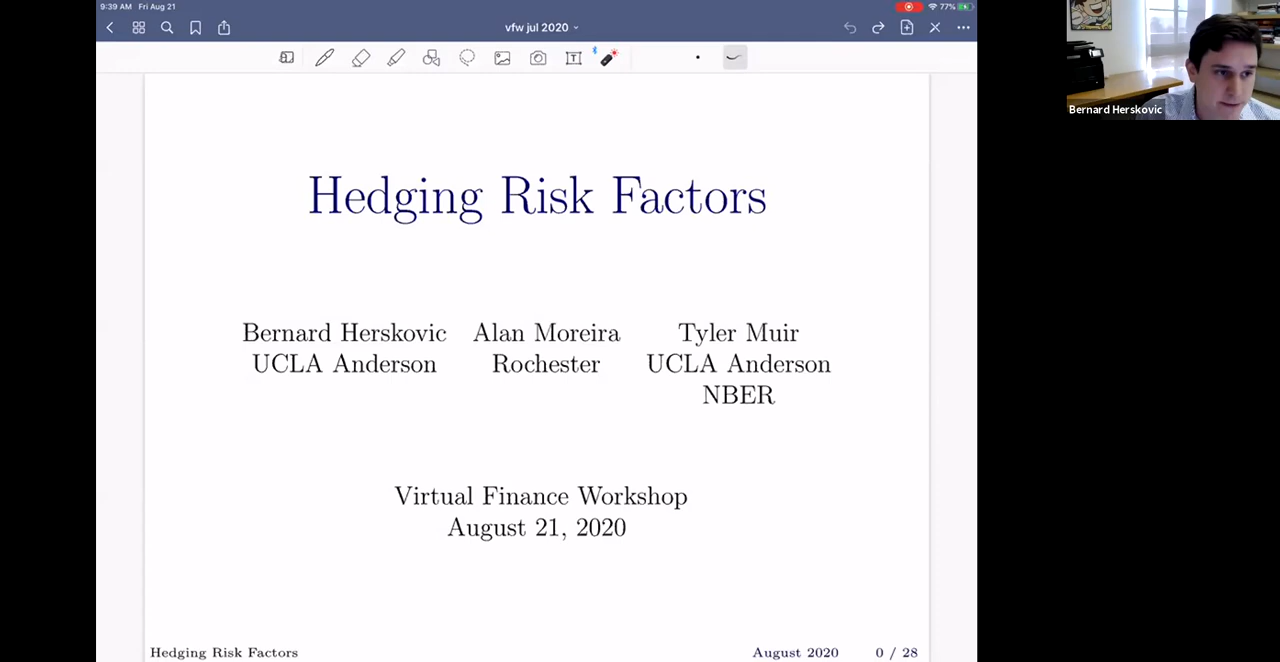 9:39 AM Fri Aug 21
77%
vfw jul 2020
T
Bernard Herskovic
Hedging Risk Factors
Bernard Herskovic Alan Moreira Tyler Muir
UCLA Anderson Rochester UCLA Anderson
NBER
Virtual Finance Workshop
August 21, 2020
Hedging Risk Factors August 2020 0 / 28